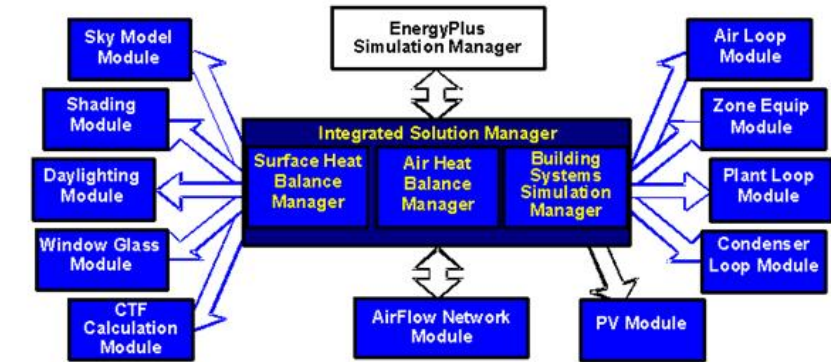 EnergyPlus
Simulation Manager
Sky Model
Module
Shading
Module
Daylighting
Module
Window Glass
Module
CTF
Calculation
Module
Integrated Solution Manager
Surface Heat
Balance
Manager
Air Heat
Balance
Manager
Building
Systems
Simulation
Manager
AirFlow Network
Module
Air Loop
Module
Zone Equip
Module
Plant Loop
Module
Condenser
Loop Module
PV Module